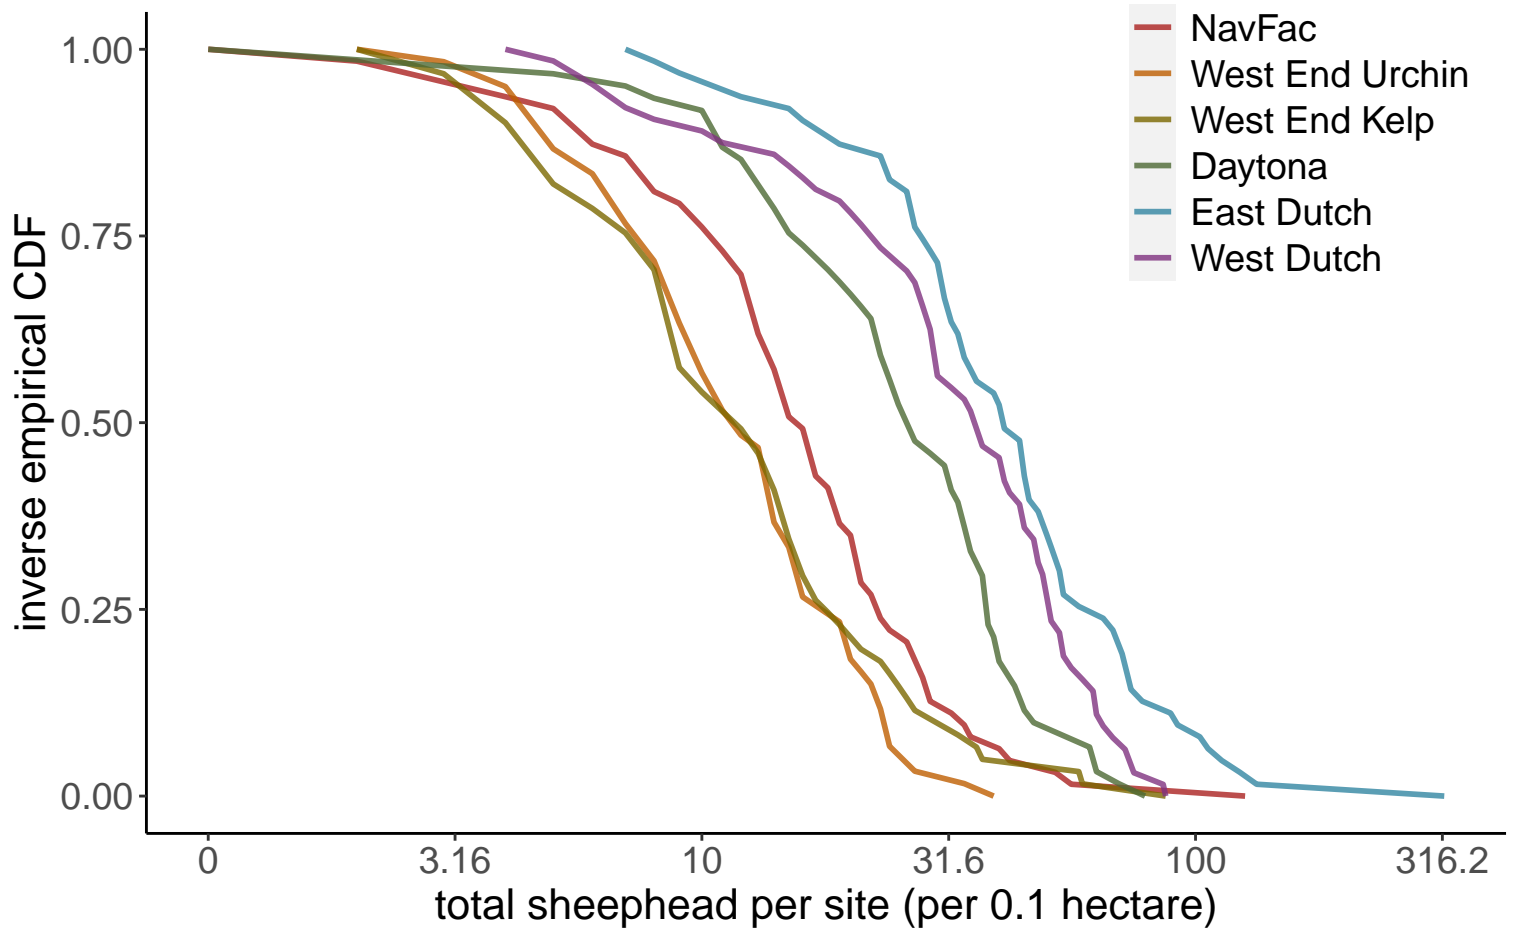 NavFac
West End Urchin
West End Kelp
Daytona
East Dutch
West Dutch
inverse empirical CDF
1.00
0.75
0.50
0.25
0.00
0 3.16 10 31.6 100 316.2
total sheephead per site (per 0.1 hectare)